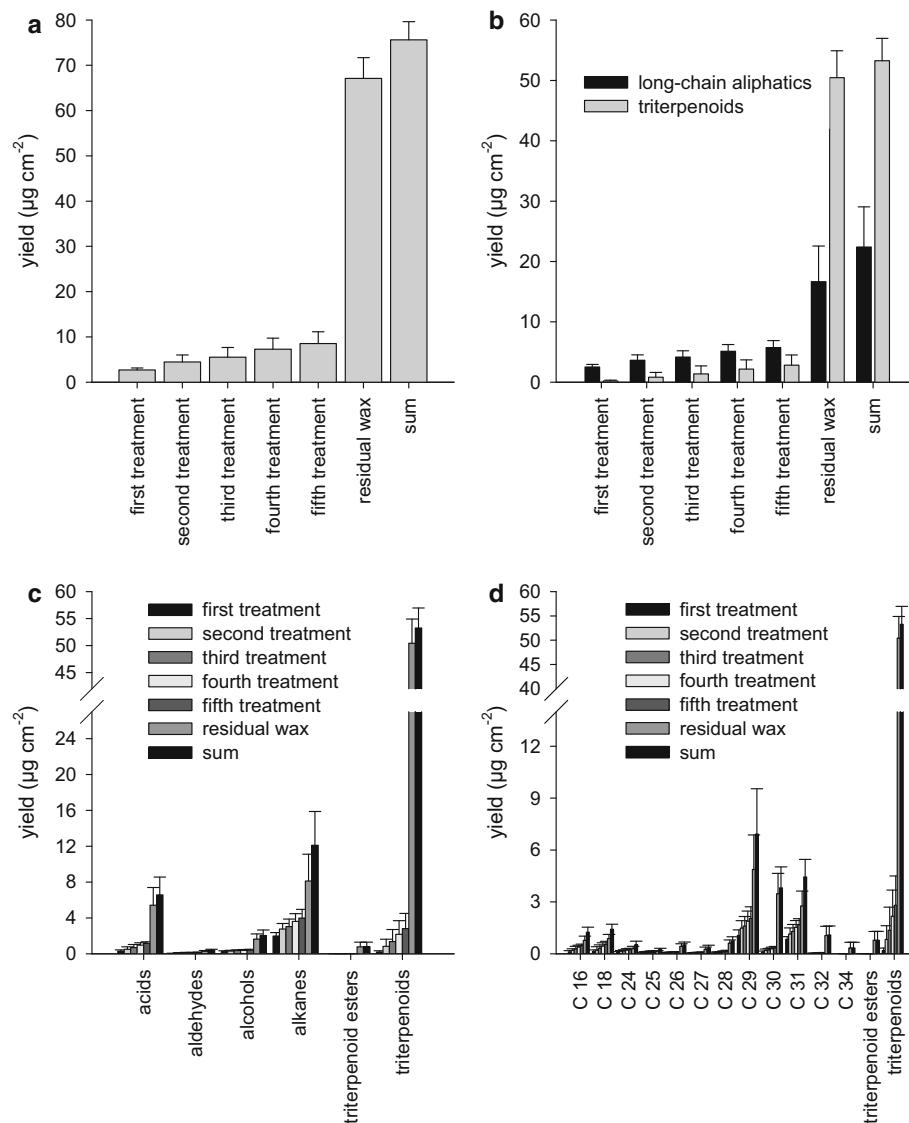 a
80
70
60
50
40
30
20
10
0
yield (µg cm⁻²)
first treatment
second treatment
third treatment
fourth treatment
fifth treatment
residual wax
sum
b
60
50
40
30
20
10
0
yield (µg cm⁻²)
long-chain aliphatics
triterpenoids
first treatment
second treatment
third treatment
fourth treatment
fifth treatment
residual wax
sum
c
60
55
50
45
24
20
16
12
8
4
0
yield (µg cm⁻²)
first treatment
second treatment
third treatment
fourth treatment
fifth treatment
residual wax
sum
acids
aldehydes
alcohols
alkanes
triterpenoid esters
triterpenoids
d
60
55
50
45
40
12
9
6
3
0
yield (µg cm⁻²)
first treatment
second treatment
third treatment
fourth treatment
fifth treatment
residual wax
sum
C 16
C 18
C 24
C 25
C 26
C 27
C 28
C 29
C 30
C 31
C 32
C 34
triterpenoid esters
triterpenoids